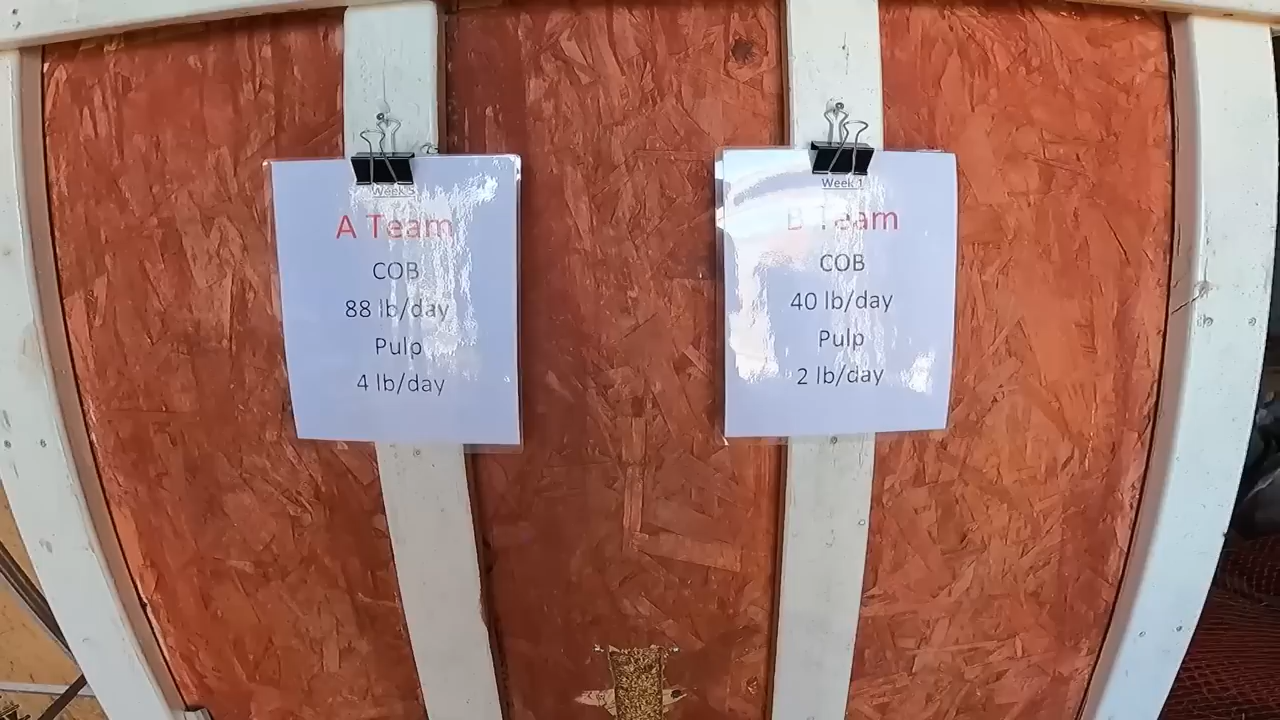 Week 5
A Team
COB
88 lb/day
Pulp
4 lb/day
Week 1
B Team
COB
40 lb/day
Pulp
2 lb/day